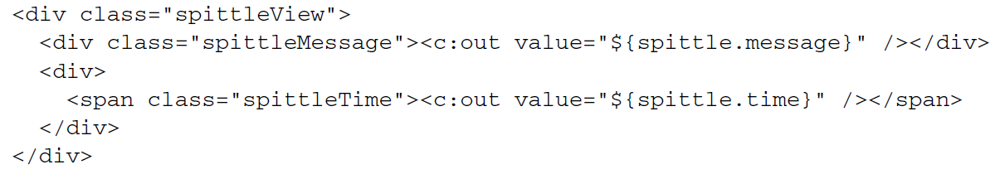 <div class="spittleView">
  <div class="spittleMessage"><c:out value="${spittle.message}" /></div>
  <div>
    <span class="spittleTime"><c:out value="${spittle.time}" /></span>
  </div>
</div>